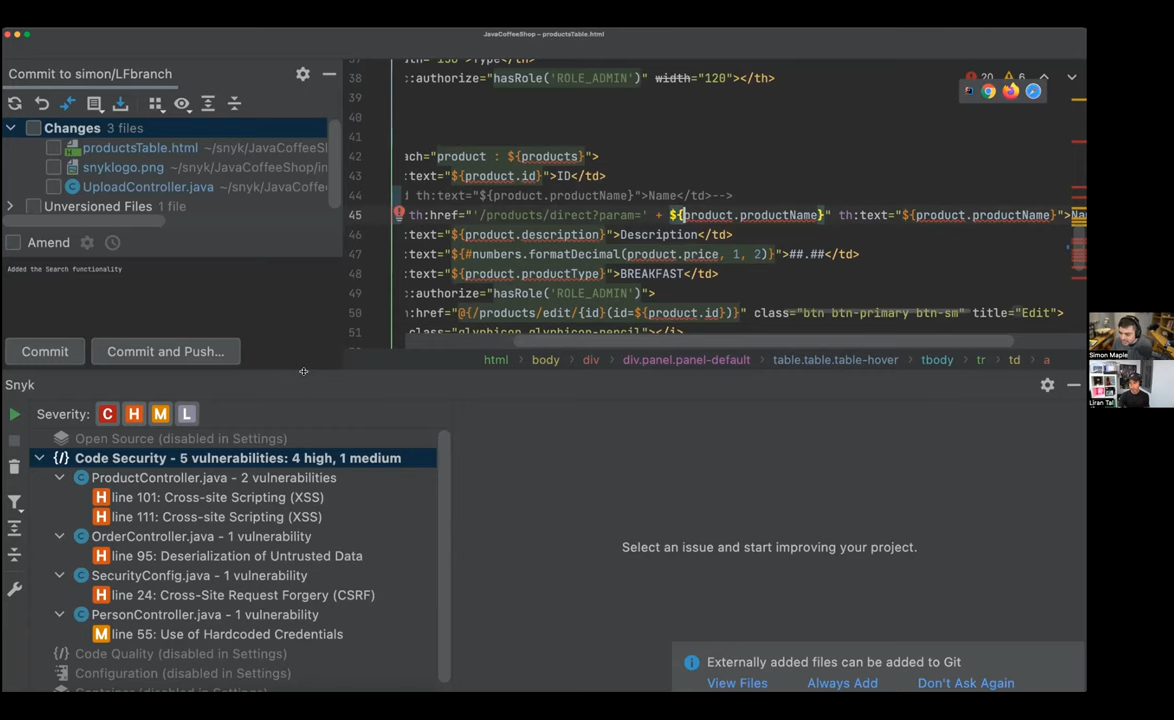 JavaCoffeeShop – productsTable.html
Commit to simon/LFbranch
Changes 3 files
productsTable.html ~/snyk/JavaCoffeeSl
snyklogo.png ~/snyk/JavaCoffeeShop/in
UploadController.java ~/snyk/JavaCoffe
Unversioned Files 2 files
Amend
Added the Search functionality
Commit
Commit and Push...
38 ::authorize="hasRole('ROLE_ADMIN')" width="120"></th>
20 6
39
40
41
42 ach="product : ${products}">
43 :text="${product.id}">ID</td>
44 d th:text="${product.productName}">Name</td>-->
45 th:href="'/products/direct?param=' + ${product.productName}" th:text="${product.productName}">Na
46 :text="${product.description}">Description</td>
47 :text="${#numbers.formatDecimal(product.price, 1, 2)}">##.##</td>
48 :text="${product.productType}">BREAKFAST</td>
49 ::authorize="hasRole('ROLE_ADMIN')">
50 h:href="@{/products/edit/{id}(id=${product.id})}" class="btn btn-primary btn-sm" title="Edit">
51 class="glyphicon glyphicon-pencil"></i>
html body div div.panel.panel-default table.table.table-hover tbody tr td a
Simon Maple
Liran Tal
Snyk
Severity: C H M L
Open Source (disabled in Settings)
Code Security - 5 vulnerabilities: 4 high, 1 medium
ProductController.java - 2 vulnerabilities
H line 101: Cross-site Scripting (XSS)
H line 111: Cross-site Scripting (XSS)
OrderController.java - 1 vulnerability
H line 95: Deserialization of Untrusted Data
SecurityConfig.java - 1 vulnerability
H line 24: Cross-Site Request Forgery (CSRF)
PersonController.java - 1 vulnerability
M line 55: Use of Hardcoded Credentials
Code Quality (disabled in Settings)
Configuration (disabled in Settings)
Select an issue and start improving your project.
Externally added files can be added to Git
View Files Always Add Don't Ask Again